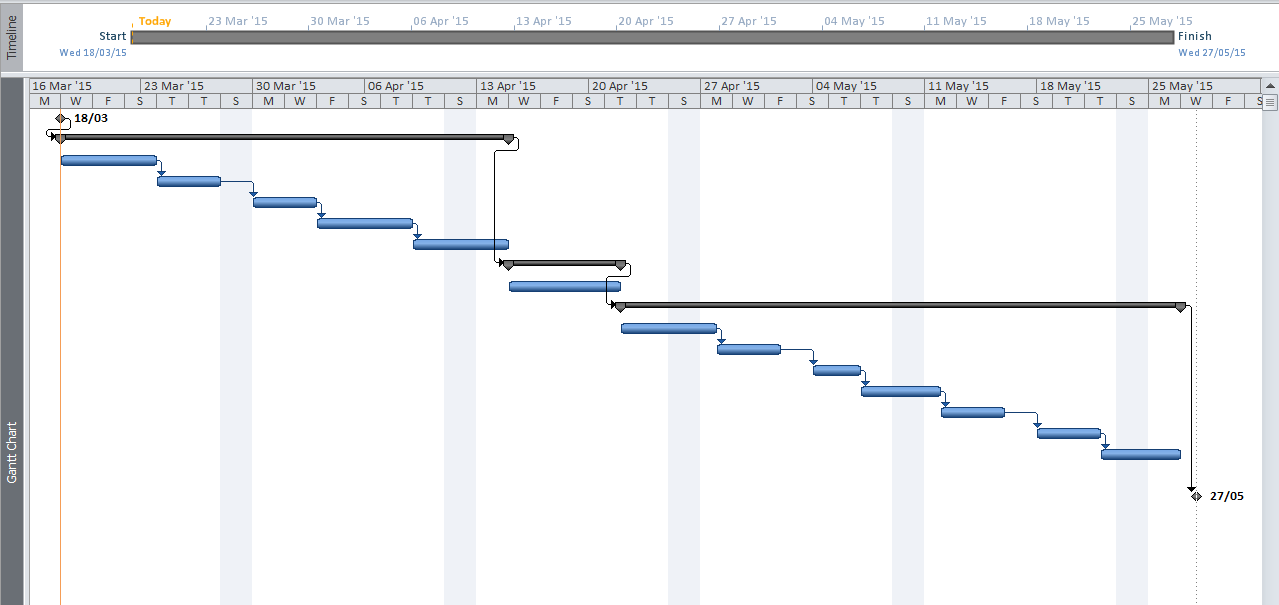 Timeline
Today 23 Mar '15 30 Mar '15 06 Apr '15 13 Apr '15 20 Apr '15 27 Apr '15 04 May '15 11 May '15 18 May '15 25 May '15
Start Finish
Wed 18/03/15 Wed 27/05/15
16 Mar '15 23 Mar '15 30 Mar '15 06 Apr '15 13 Apr '15 20 Apr '15 27 Apr '15 04 May '15 11 May '15 18 May '15 25 May '15
M W F S T T S M W F S T T S M W F S T T S M W F S T T S M W F S T T S M W F S
18/03
Gantt Chart
27/05